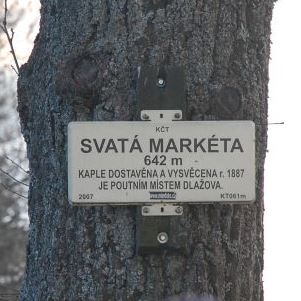 KČT
SVATÁ MARKÉTA
642 m
KAPLE DOSTAVĚNA A VYSVĚCENA r. 1887
JE POUTNÍM MÍSTEM DLAŽOVA.
2007 KT061m